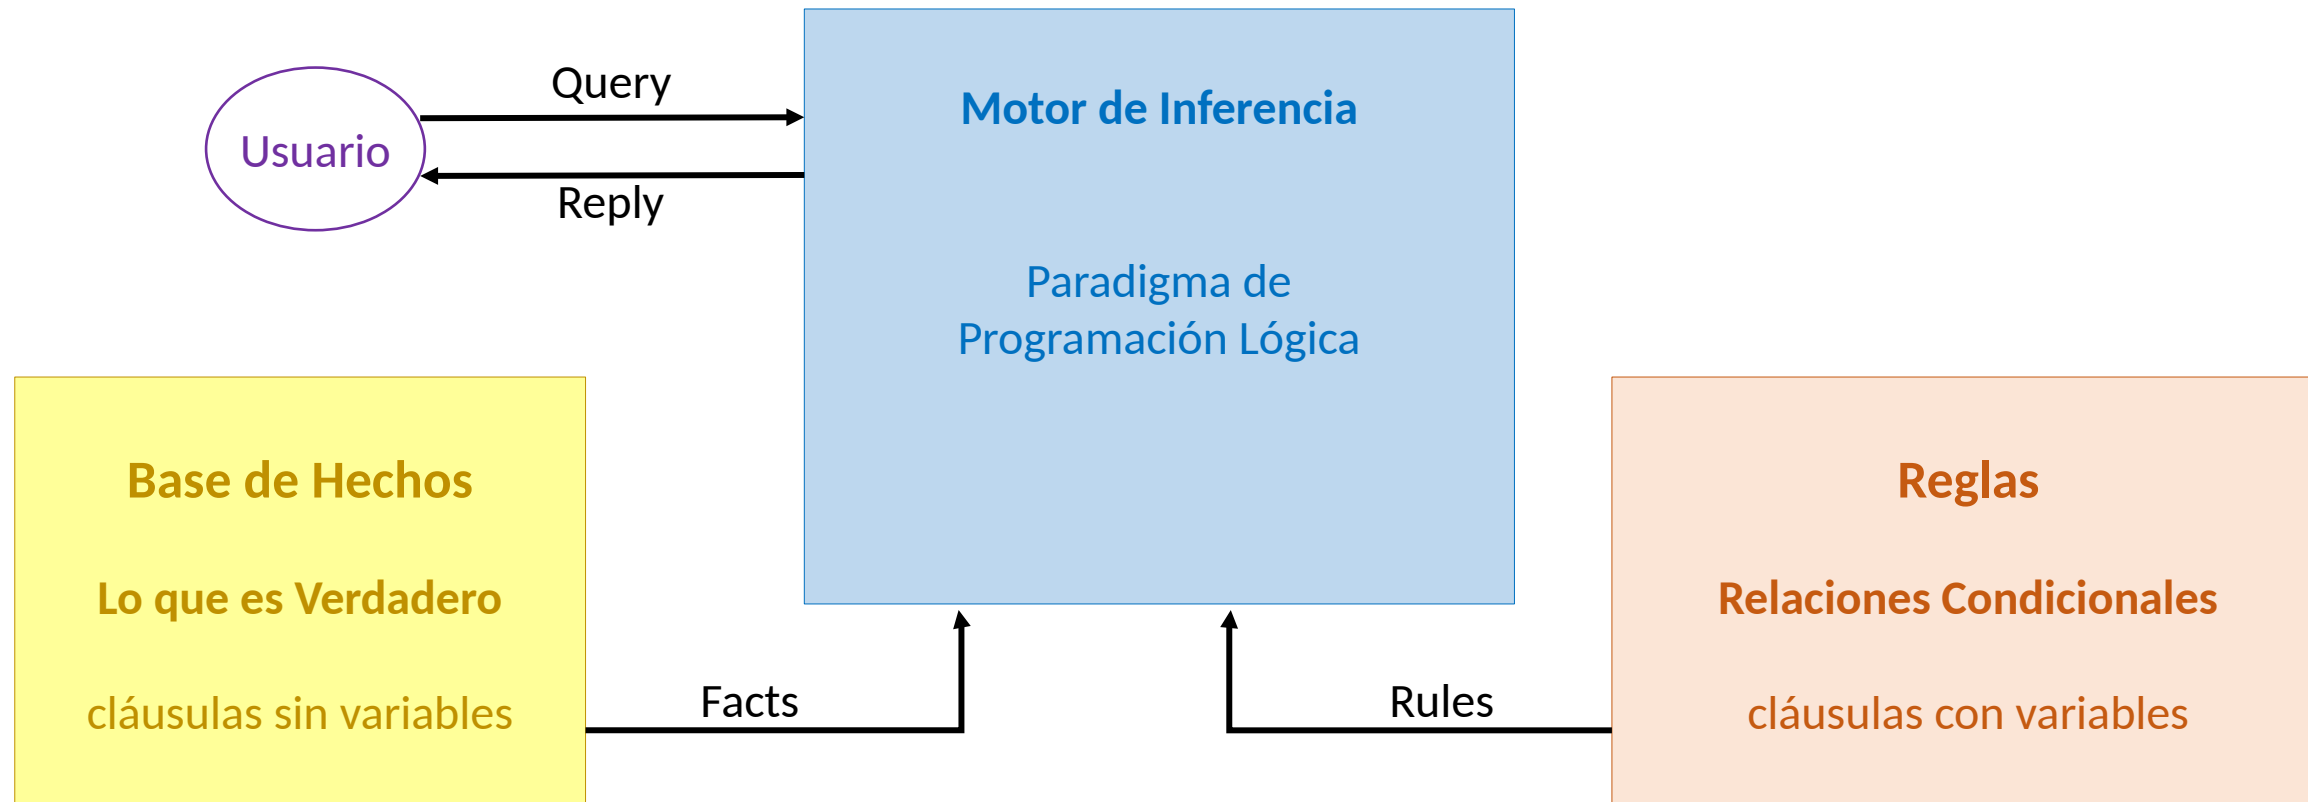 Query
Usuario
Reply
Motor de Inferencia
Paradigma de
Programación Lógica
Base de Hechos
Lo que es Verdadero
cláusulas sin variables
Facts
Rules
Reglas
Relaciones Condicionales
cláusulas con variables